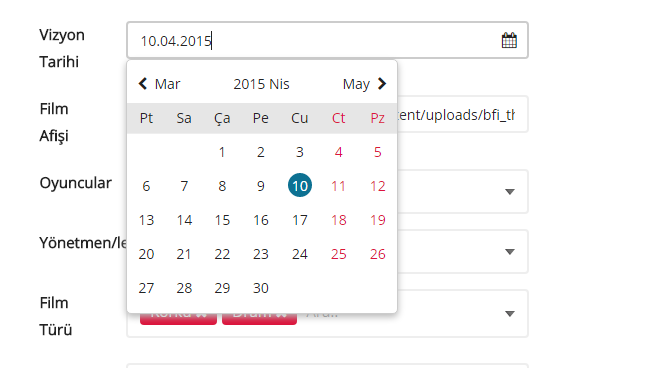 Vizyon Tarihi
10.04.2015
Mar 2015 Nis May
Pt Sa Ça Pe Cu Ct Pz
1 2 3 4 5
6 7 8 9 10 11 12
13 14 15 16 17 18 19
20 21 22 23 24 25 26
27 28 29 30
Film Afişi
ent/uploads/bfi_th
Oyuncular
Yönetmen/le
Film Türü